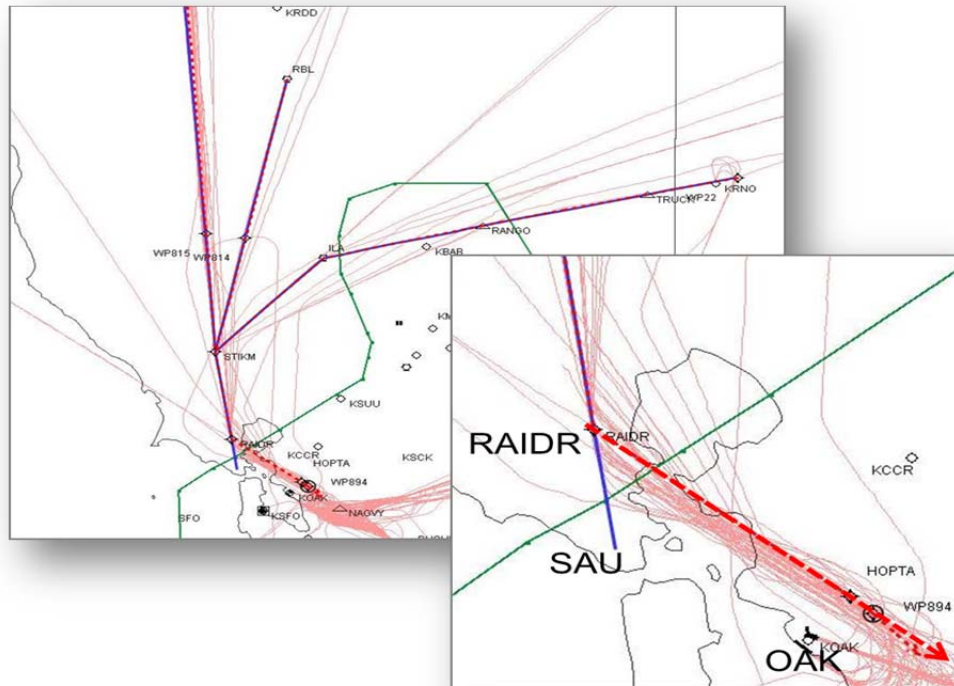 KRDD
RBL
WP815
WP814
ILA
RANGO
TRUCK
WP22
KRNO
KBAB
STIKM
KSUU
RAIDR
KCCR
HOPTA
KSCK
WP894
KOAK
SFO
KSFO
NAGVY
RAIDR
RAIDR
KCCR
SAU
HOPTA
WP894
KOAK
OAK